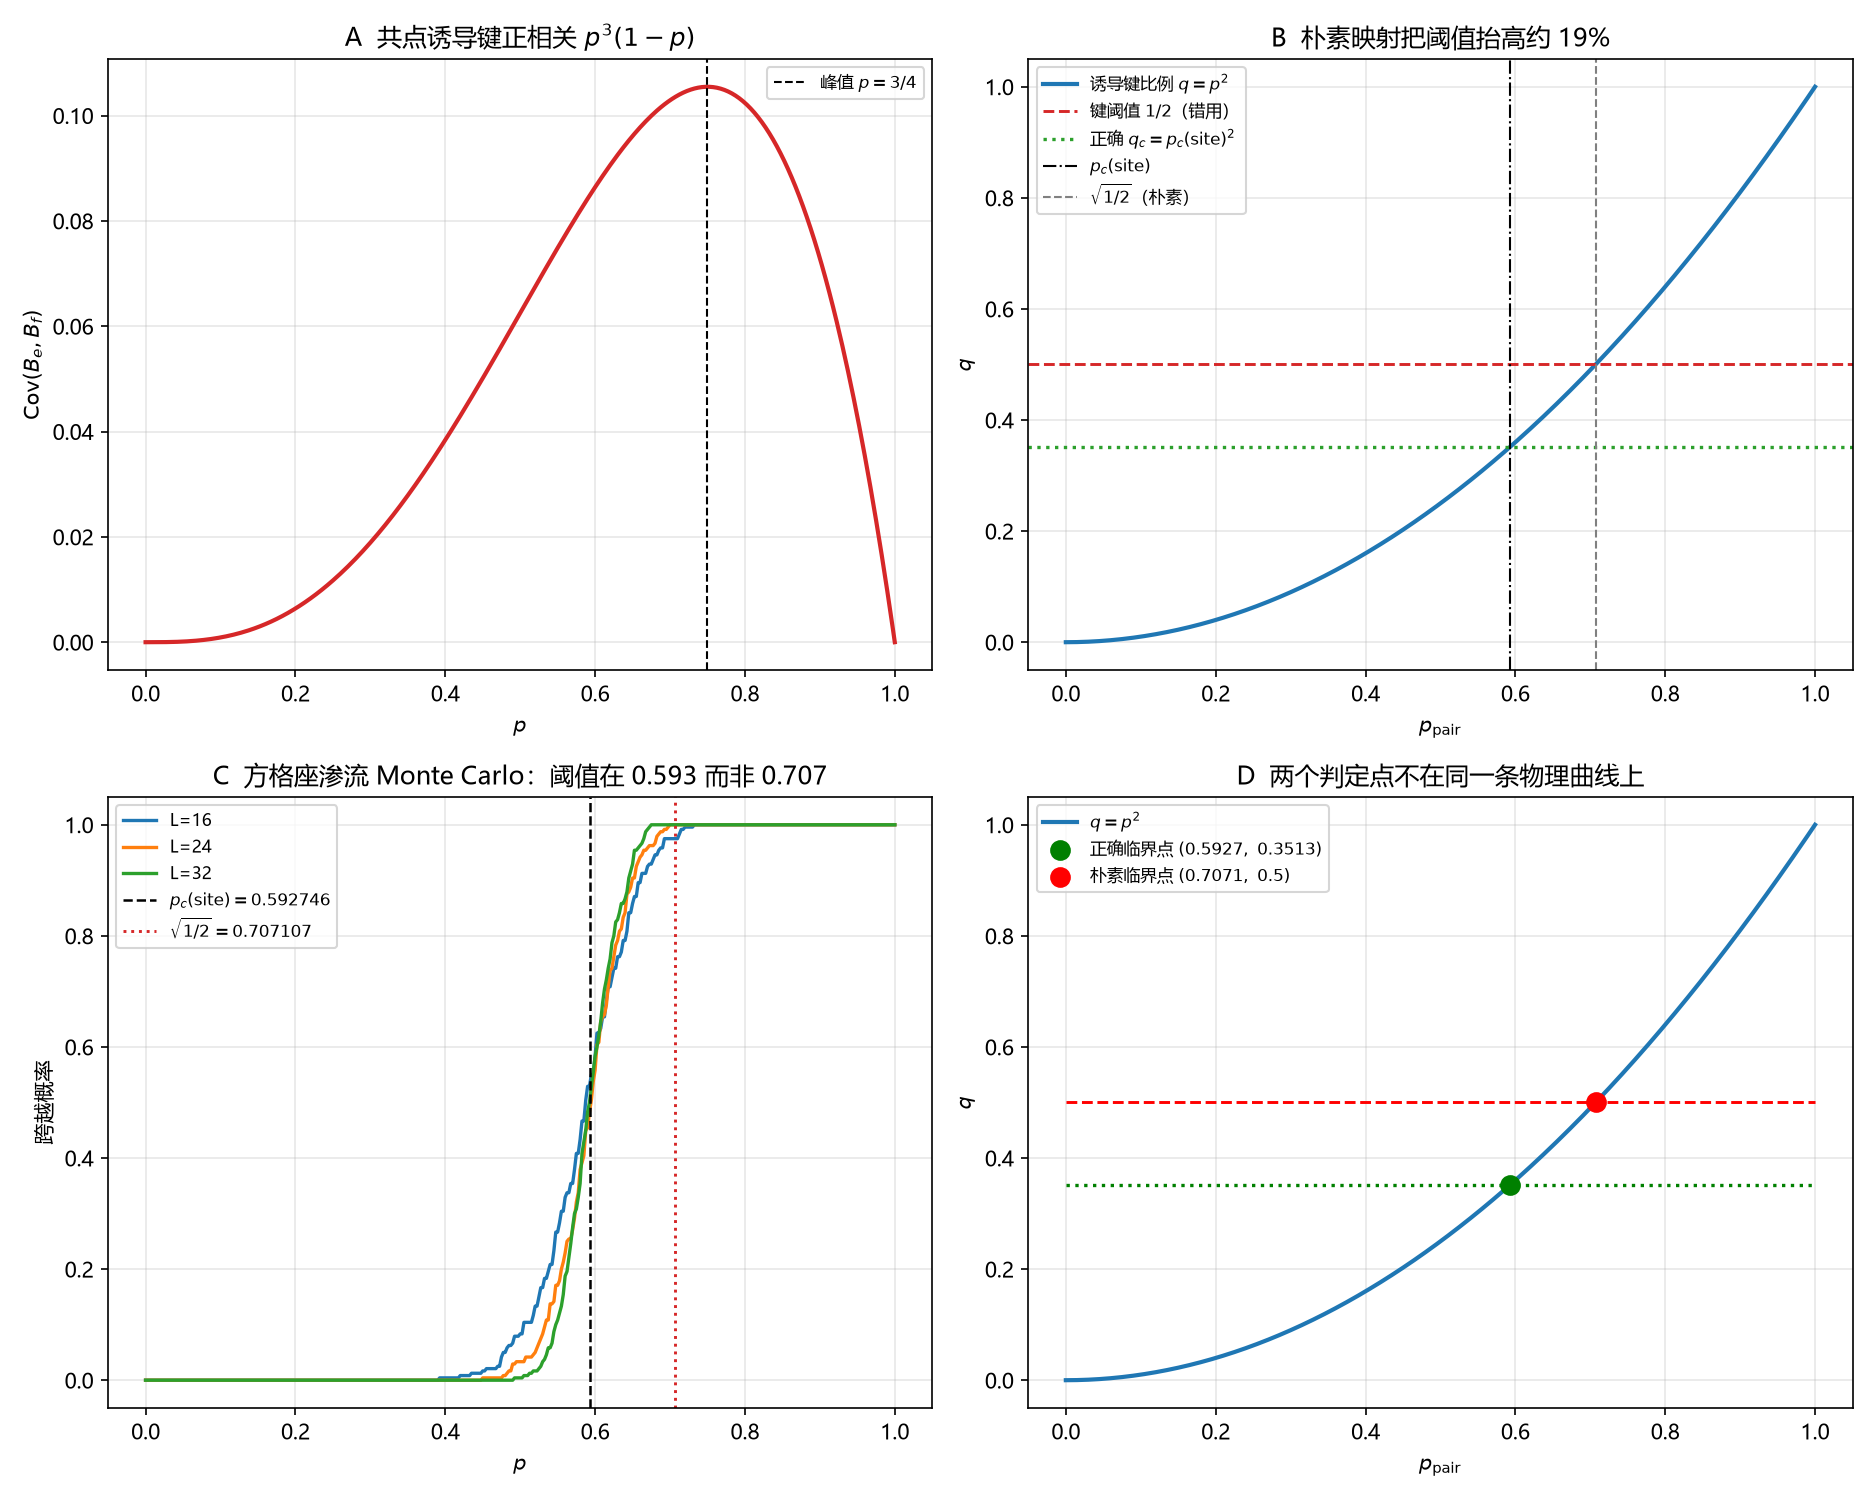 A 共点诱导键正相关 p³(1 − p)
峰值 p = 3/4
0.10
0.08
0.06
0.04
0.02
0.00
Cov(Bₑ, B_f)
0.0 0.2 0.4 0.6 0.8 1.0
p
B 朴素映射把阈值抬高约 19%
诱导键比例 q = p²
键阈值 1/2（错用）
正确 q_c = p_c(site)²
p_c(site)
√1/2（朴素）
1.0
0.8
0.6
0.4
0.2
0.0
q
0.0 0.2 0.4 0.6 0.8 1.0
p_pair
C 方格座渗流 Monte Carlo：阈值在 0.593 而非 0.707
L=16
L=24
L=32
p_c(site) = 0.592746
√1/2 = 0.707107
1.0
0.8
0.6
0.4
0.2
0.0
跨越概率
0.0 0.2 0.4 0.6 0.8 1.0
p
D 两个判定点不在同一条物理曲线上
q = p²
正确临界点 (0.5927, 0.3513)
朴素临界点 (0.7071, 0.5)
1.0
0.8
0.6
0.4
0.2
0.0
q
0.0 0.2 0.4 0.6 0.8 1.0
p_pair